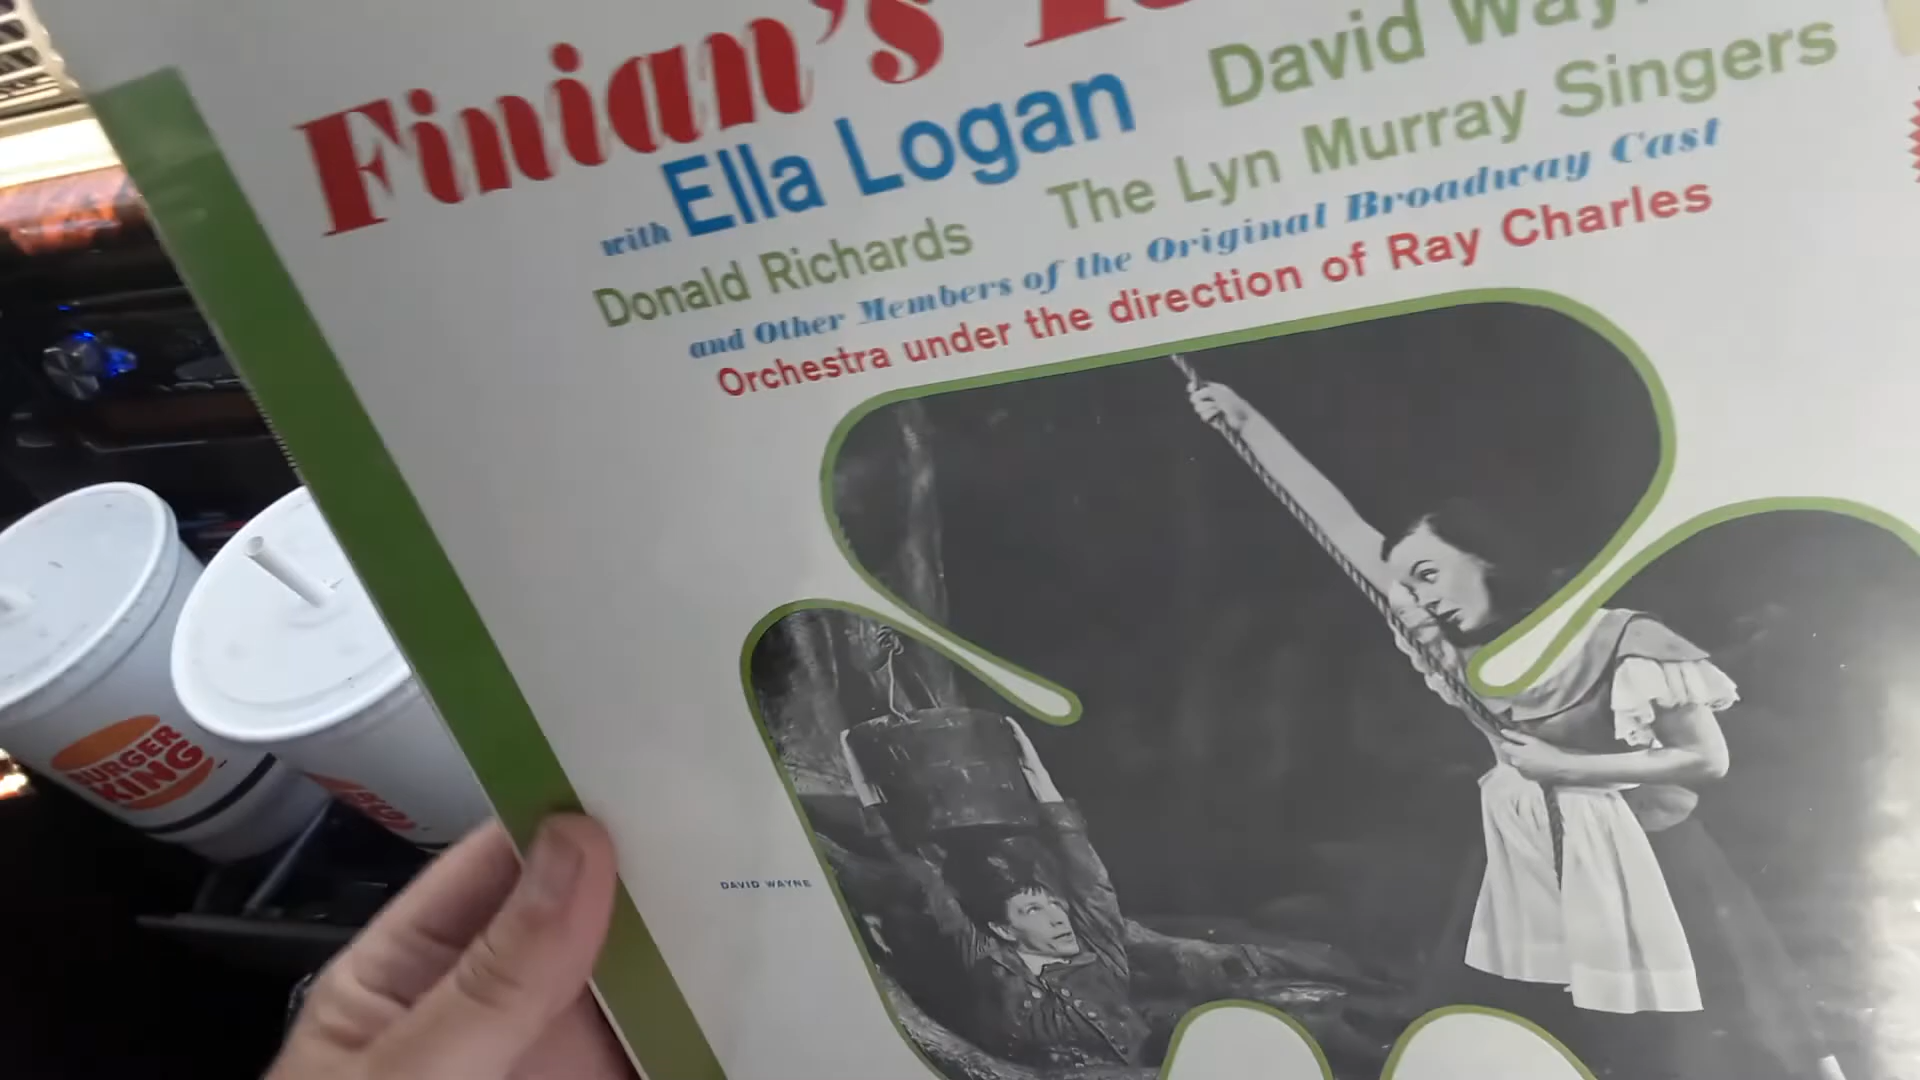 Finian's
with Ella Logan David
Donald Richards The Lyn Murray Singers
and Other Members of the Original Broadway Cast
Orchestra under the direction of Ray Charles
DAVID WAYNE
BURGER
KING